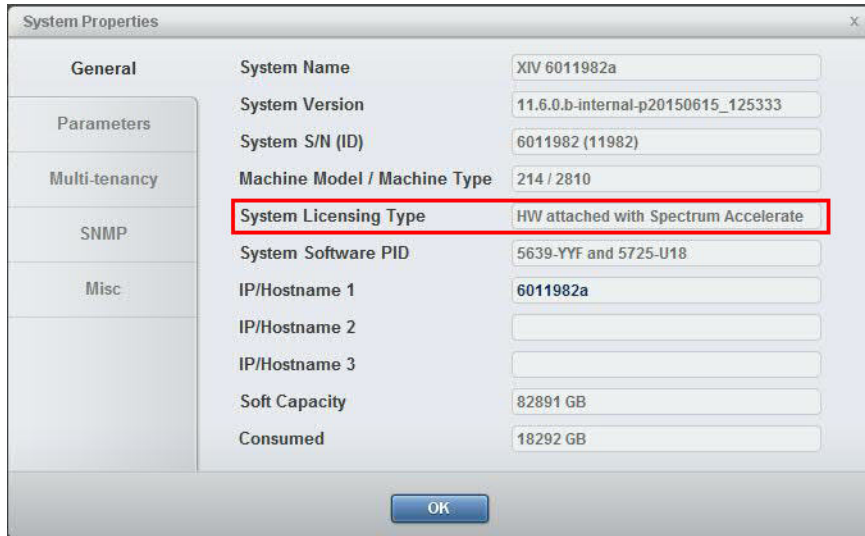 System Properties x
General
Parameters
Multi-tenancy
SNMP
Misc
System Name XIV 6011982a
System Version 11.6.0.b-internal-p20150615_125333
System S/N (ID) 6011982 (11982)
Machine Model / Machine Type 214 / 2810
System Licensing Type HW attached with Spectrum Accelerate
System Software PID 5639-YYF and 5725-U18
IP/Hostname 1 6011982a
IP/Hostname 2
IP/Hostname 3
Soft Capacity 82891 GB
Consumed 18292 GB
OK